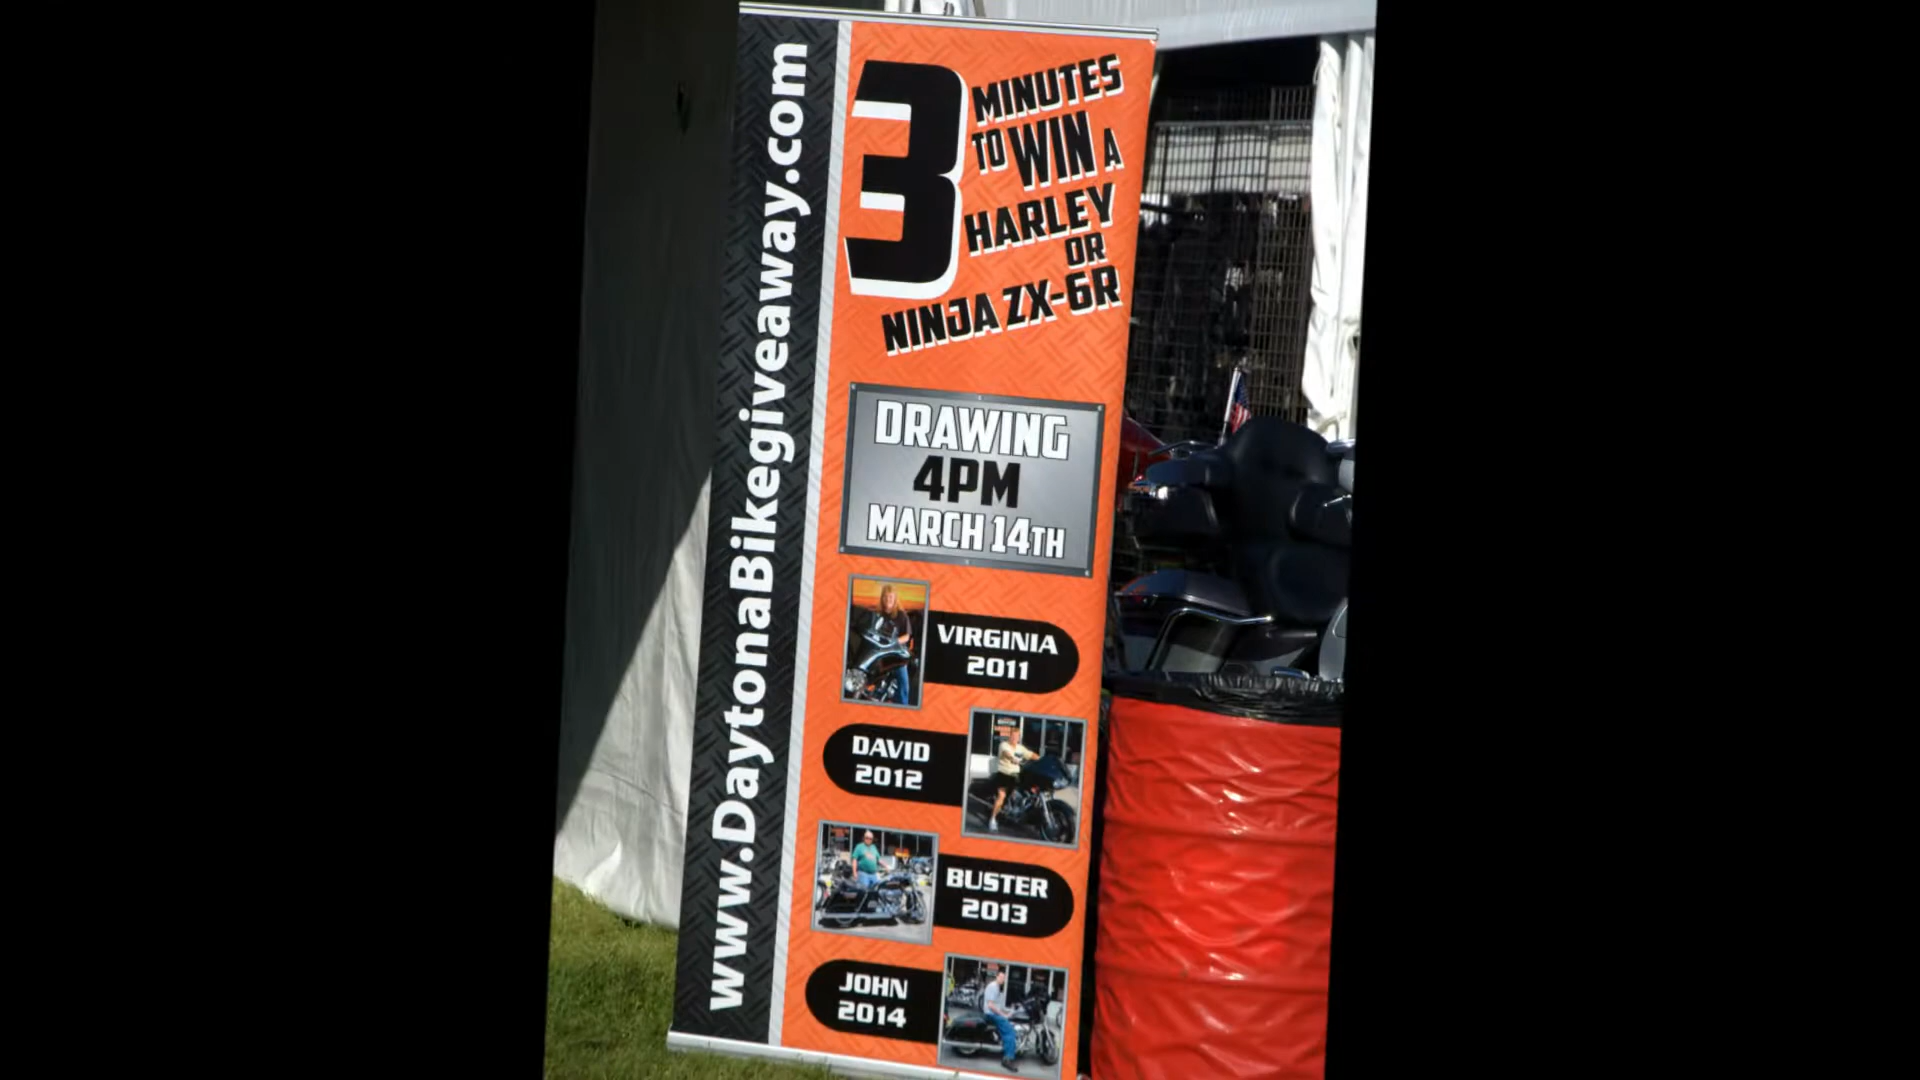 www.DaytonaBikegiveaway.com
3 MINUTES
TO WIN A
HARLEY
OR
NINJA ZX-6R
DRAWING
4PM
MARCH 14TH
VIRGINIA
2011
DAVID
2012
BUSTER
2013
JOHN
2014